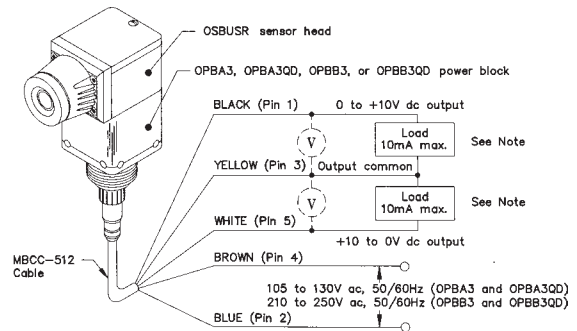 OSBUSR sensor head
OPBA3, OPBA3QD, OPBB3, or OPBB3QD power block
BLACK (Pin 1)
0 to +10V dc output
V
Load
10mA max.
See Note
YELLOW (Pin 3)
Output common
V
Load
10mA max.
See Note
WHITE (Pin 5)
+10 to 0V dc output
MBCC-512
Cable
BROWN (Pin 4)
105 to 130V ac, 50/60Hz (OPBA3 and OPBA3QD)
210 to 250V ac, 50/60Hz (OPBB3 and OPBB3QD)
BLUE (Pin 2)